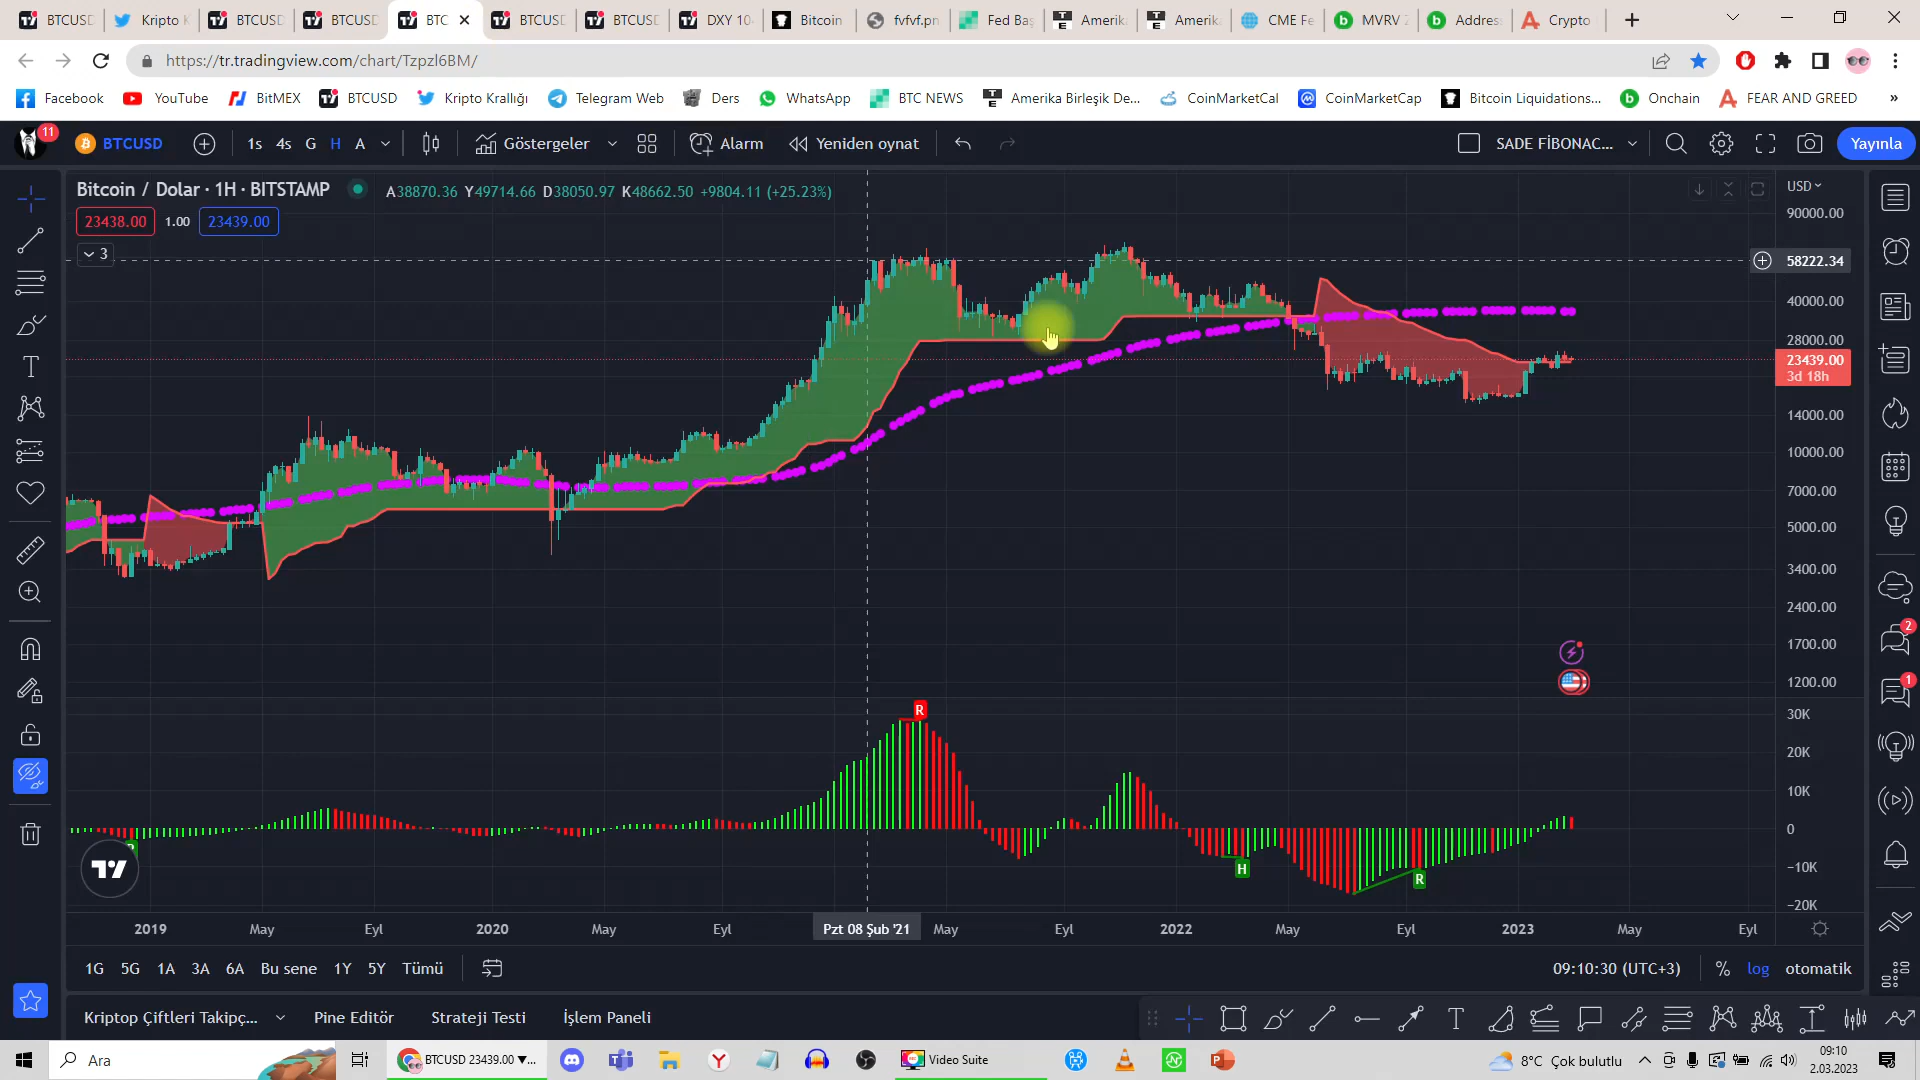 BTCUSD
Kripto K
BTCUSD
BTCUSD
BTC
BTCUSD
BTCUSD
DXY 10
Bitcoin
fvfvf.pn
Fed Baş
Amerika
Amerika
CME Fe
MVRV Z
Address
Crypto
https://tr.tradingview.com/chart/Tzpzl6BM/
Facebook
YouTube
BitMEX
BTCUSD
Kripto Krallığı
Telegram Web
Ders
WhatsApp
BTC NEWS
Amerika Birleşik De...
CoinMarketCal
CoinMarketCap
Bitcoin Liquidations...
Onchain
FEAR AND GREED
»
11
BTCUSD
1s 4s G H A
Göstergeler
Alarm
Yeniden oynat
SADE FİBONAC...
Yayınla
Bitcoin / Dolar · 1H · BITSTAMP
A38870.36 Y49714.66 D38050.97 K48662.50 +9804.11 (+25.23%)
23438.00 1.00 23439.00
3
USD
90000.00
58222.34
40000.00
28000.00
23439.00
3d 18h
14000.00
10000.00
7000.00
5000.00
3400.00
2400.00
1700.00
1200.00
2
1
R
H
R
30K
20K
10K
0
−10K
−20K
2019 May Eyl 2020 May Eyl Pzt 08 Şub '21 May Eyl 2022 May Eyl 2023 May Eyl
1G 5G 1A 3A 6A Bu sene 1Y 5Y Tümü
09:10:30 (UTC+3) % log otomatik
Kriptop Çiftleri Takipç...
Pine Editör
Strateji Testi
İşlem Paneli
Ara
BTCUSD 23439.00 ▼...
Video Suite
8°C Çok bulutlu
09:10
2.03.2023